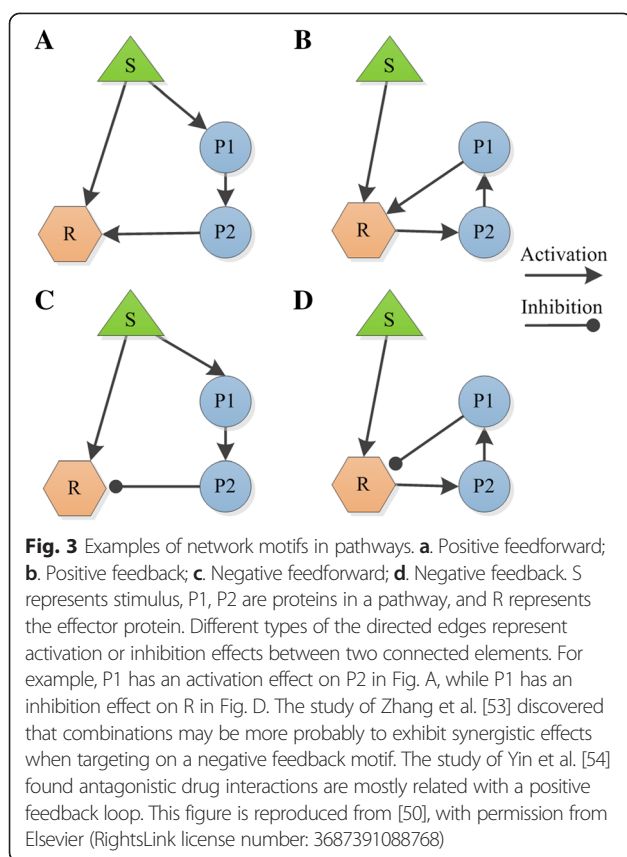 A
B
S
S
P1
P1
R
P2
R
P2
Activation
Inhibition
C
D
S
S
P1
P1
R
P2
R
P2
Fig. 3 Examples of network motifs in pathways. a. Positive feedforward;
b. Positive feedback; c. Negative feedforward; d. Negative feedback. S
represents stimulus, P1, P2 are proteins in a pathway, and R represents
the effector protein. Different types of the directed edges represent
activation or inhibition effects between two connected elements. For
example, P1 has an activation effect on P2 in Fig. A, while P1 has an
inhibition effect on R in Fig. D. The study of Zhang et al. [53] discovered
that combinations may be more probably to exhibit synergistic effects
when targeting on a negative feedback motif. The study of Yin et al. [54]
found antagonistic drug interactions are mostly related with a positive
feedback loop. This figure is reproduced from [50], with permission from
Elsevier (RightsLink license number: 3687391088768)